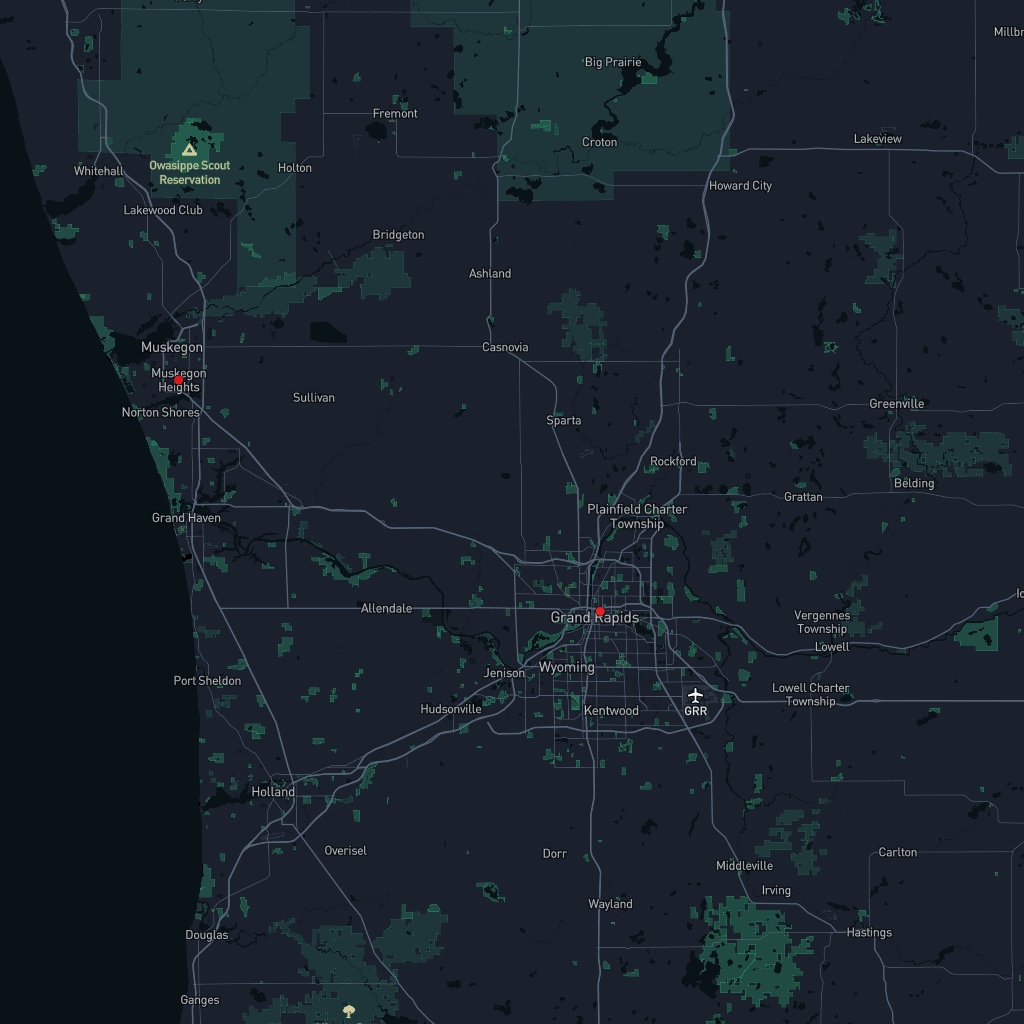 Big Prairie
Millbr
Fremont
Croton
Lakeview
Whitehall
Owasippe Scout
Reservation
Holton
Howard City
Lakewood Club
Bridgeton
Ashland
Muskegon
Casnovia
Muskegon
Heights
Sullivan
Norton Shores
Greenville
Sparta
Rockford
Belding
Grattan
Plainfield Charter
Township
Grand Haven
Allendale
Grand Rapids
Vergennes
Township
Lowell
Io
Jenison
Wyoming
Port Sheldon
Lowell Charter
Township
Hudsonville
Kentwood
GRR
Holland
Overisel
Dorr
Middleville
Carlton
Irving
Wayland
Douglas
Hastings
Ganges